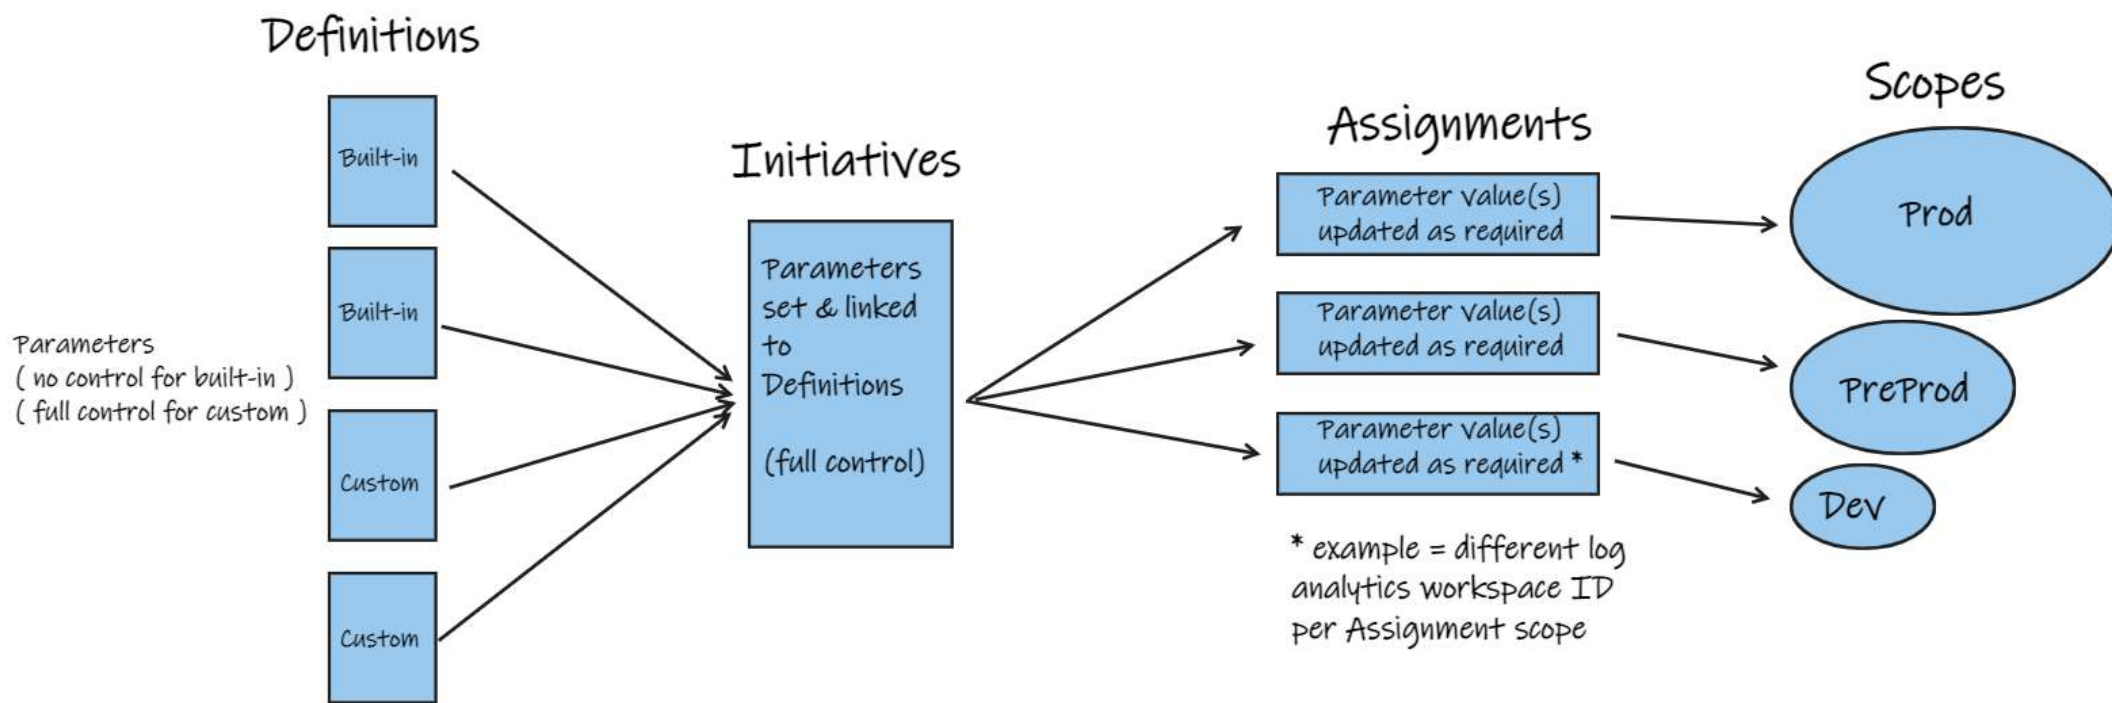 Definitions
Built-in
Built-in
Custom
Custom
Parameters
( no control for built-in )
( full control for custom )
Initiatives
Parameters
set & linked
to
Definitions
(full control)
Assignments
Parameter value(s)
updated as required
Parameter value(s)
updated as required
Parameter value(s)
updated as required *
* example = different log
analytics workspace ID
per Assignment scope
Scopes
Prod
PreProd
Dev